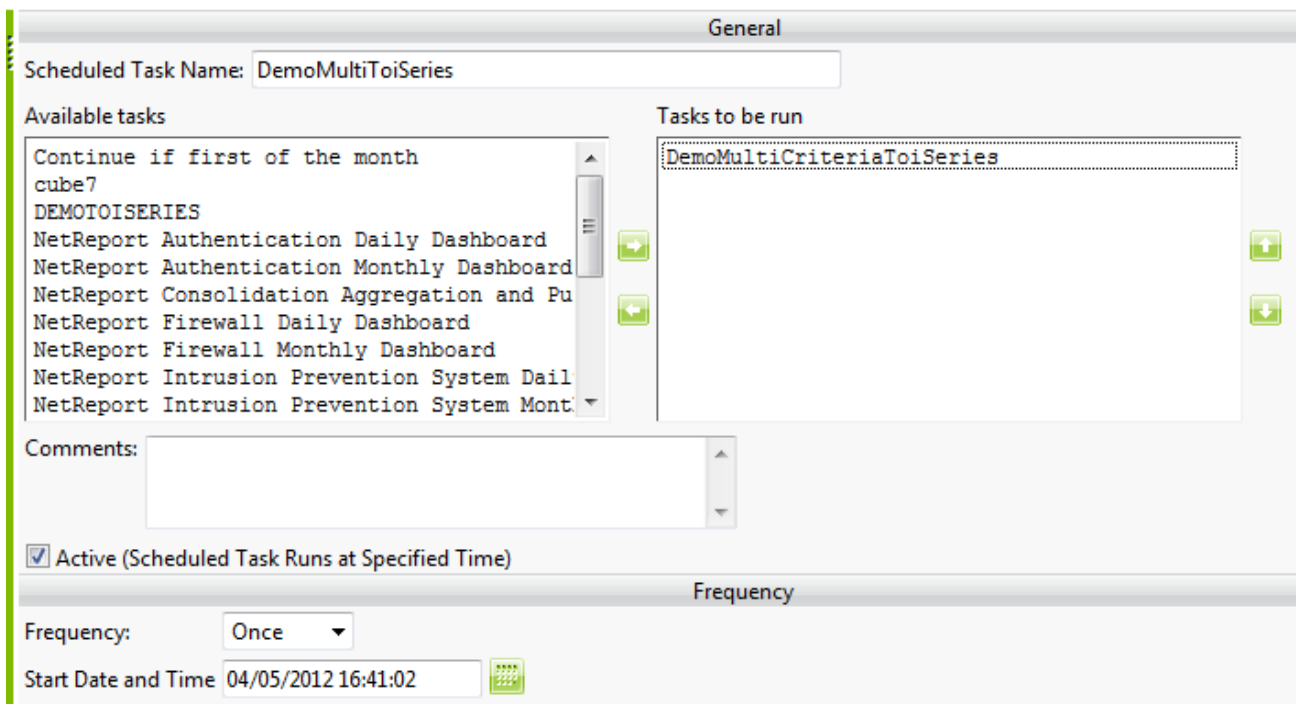 General
Scheduled Task Name: DemoMultiToiSeries
Available tasks
Continue if first of the month
cube7
DEMOTOISERIES
NetReport Authentication Daily Dashboard
NetReport Authentication Monthly Dashboard
NetReport Consolidation Aggregation and Pu
NetReport Firewall Daily Dashboard
NetReport Firewall Monthly Dashboard
NetReport Intrusion Prevention System Dail
NetReport Intrusion Prevention System Mont
Tasks to be run
DemoMultiCriteriaToiSeries
Comments:
Active (Scheduled Task Runs at Specified Time)
Frequency
Frequency: Once
Start Date and Time 04/05/2012 16:41:02